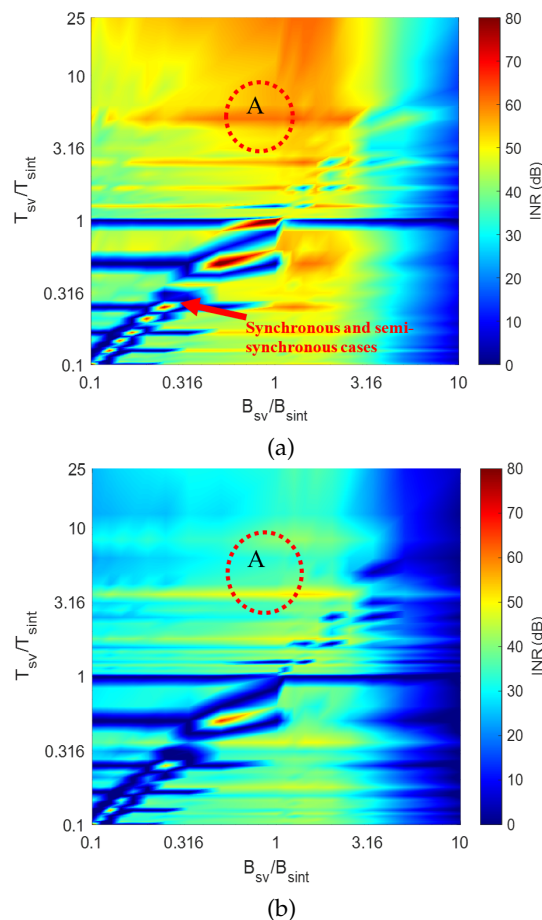 (a)
25
10
3.16
1
0.316
0.1
T_sv/T_sint
A
Synchronous and semi-
synchronous cases
0.1 0.316 1 3.16 10
B_sv/B_sint
80
70
60
50
40
30
20
10
0
INR (dB)
(a)
25
10
3.16
1
0.316
0.1
T_sv/T_sint
A
0.1 0.316 1 3.16 10
B_sv/B_sint
80
70
60
50
40
30
20
10
0
INR (dB)
(b)